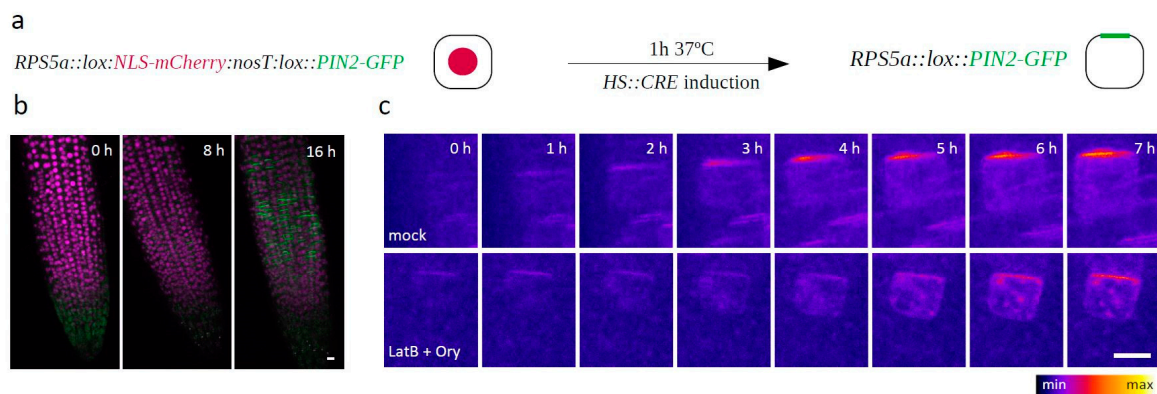 a
RPS5a::lox:NLS-mCherry:nosT:lox::PIN2-GFP
1h 37ºC
HS::CRE induction
RPS5a::lox::PIN2-GFP
b
0 h
8 h
16 h
c
0 h
1 h
2 h
3 h
4 h
5 h
6 h
7 h
mock
LatB + Ory
min
max